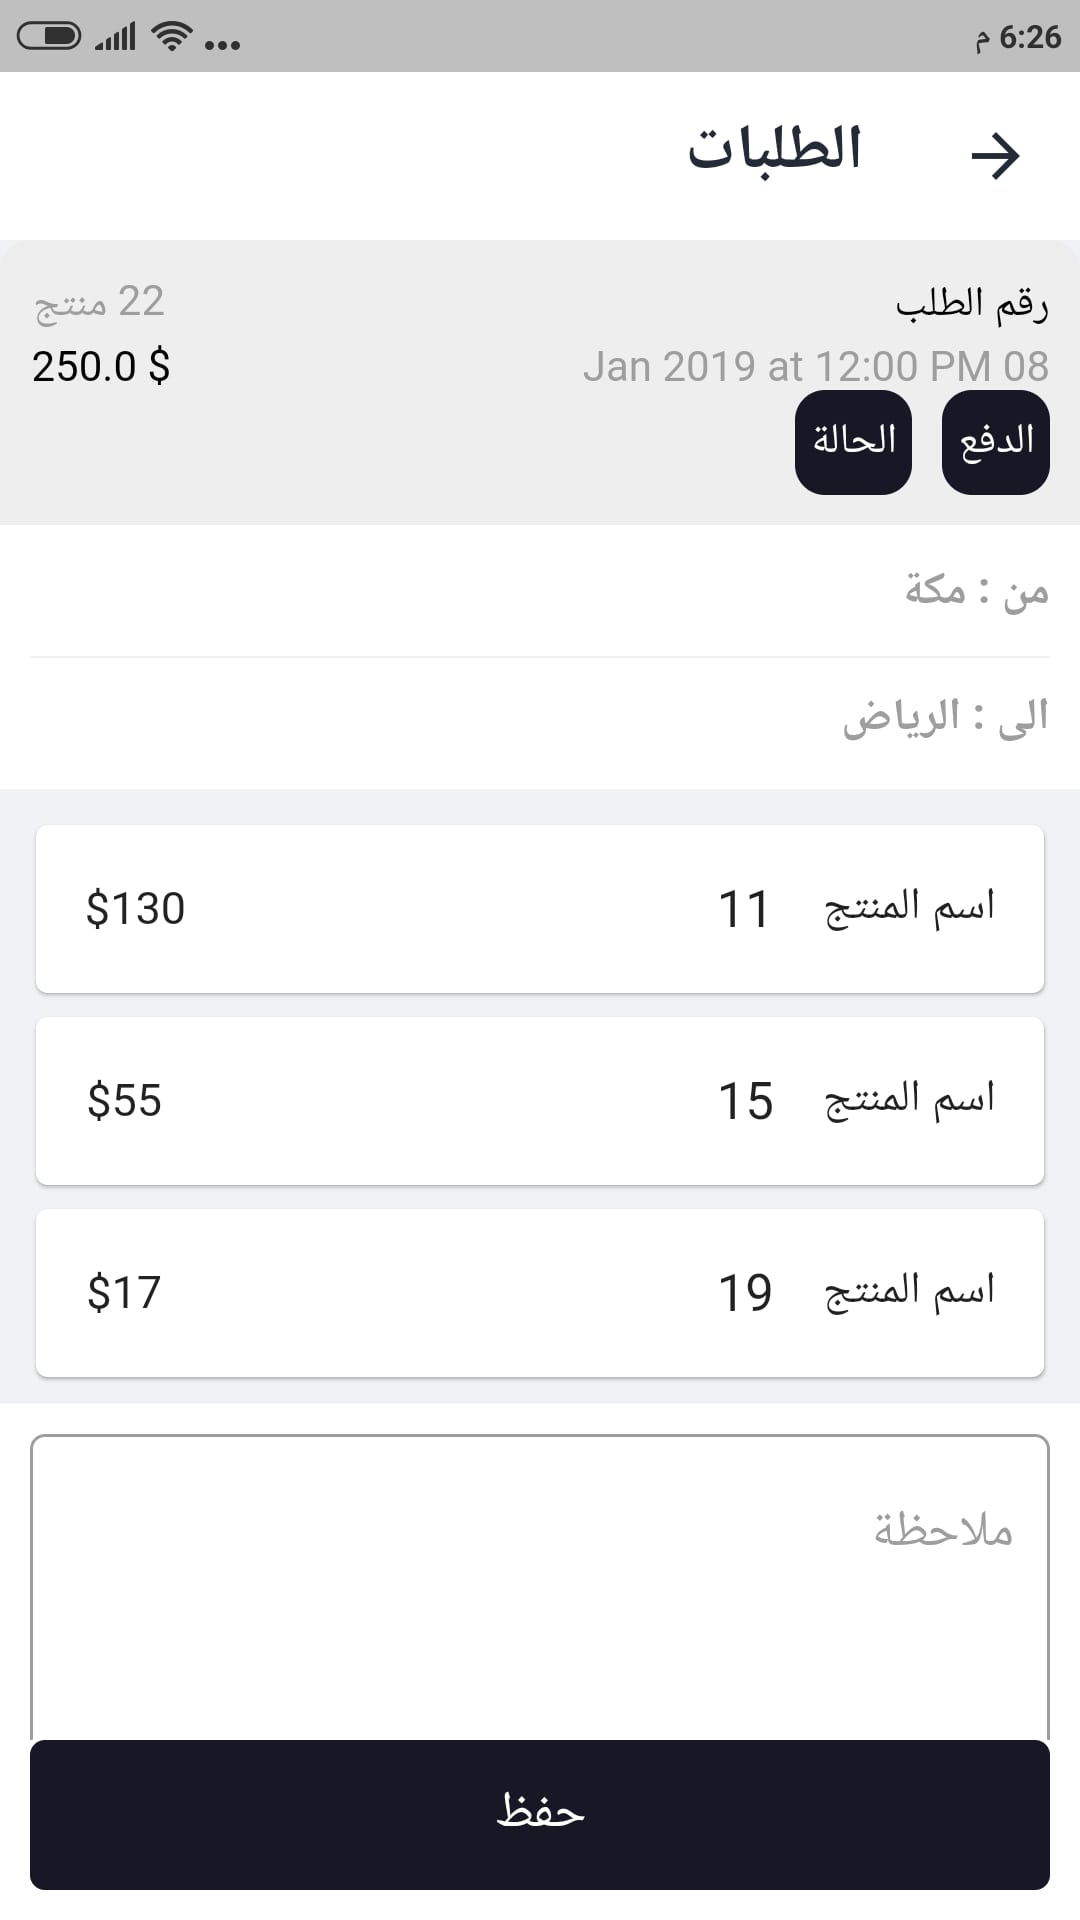 6:26 م
الطلبات
رقم الطلب
22 منتج
08 Jan 2019 at 12:00 PM
250.0 $
الدفع
الحالة
من : مكة
الى : الرياض
اسم المنتج 11 $130
اسم المنتج 15 $55
اسم المنتج 19 $17
ملاحظة
حفظ